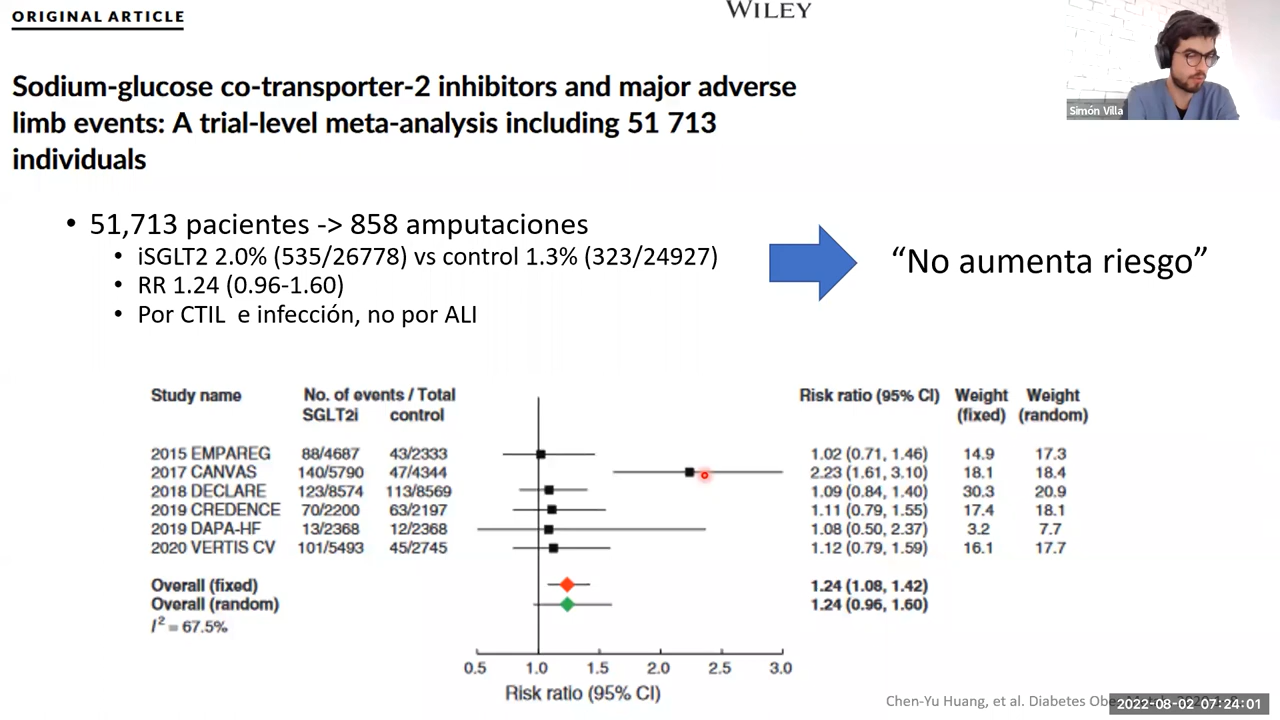 ORIGINAL ARTICLE
WILEY
Simón Villa
Sodium-glucose co-transporter-2 inhibitors and major adverse
limb events: A trial-level meta-analysis including 51 713
individuals
• 51,713 pacientes -> 858 amputaciones
• iSGLT2 2.0% (535/26778) vs control 1.3% (323/24927)
• RR 1.24 (0.96-1.60)
• Por CTIL e infección, no por ALI
“No aumenta riesgo”
Study name No. of events / Total Risk ratio (95% CI) Weight Weight
SGLT2i control (fixed) (random)
2015 EMPAREG 88/4687 43/2333 1.02 (0.71, 1.46) 14.9 17.3
2017 CANVAS 140/5790 47/4344 2.23 (1.61, 3.10) 18.1 18.4
2018 DECLARE 123/8574 113/8569 1.09 (0.84, 1.40) 30.3 20.9
2019 CREDENCE 70/2200 63/2197 1.11 (0.79, 1.55) 17.4 18.1
2019 DAPA-HF 13/2368 12/2368 1.08 (0.50, 2.37) 3.2 7.7
2020 VERTIS CV 101/5493 45/2745 1.12 (0.79, 1.59) 16.1 17.7
Overall (fixed) 1.24 (1.08, 1.42)
Overall (random) 1.24 (0.96, 1.60)
I² = 67.5%
0.5 1.0 1.5 2.0 2.5 3.0
Risk ratio (95% CI)
Chen-Yu Huang, et al. Diabetes
2022-08-02 07:24:01